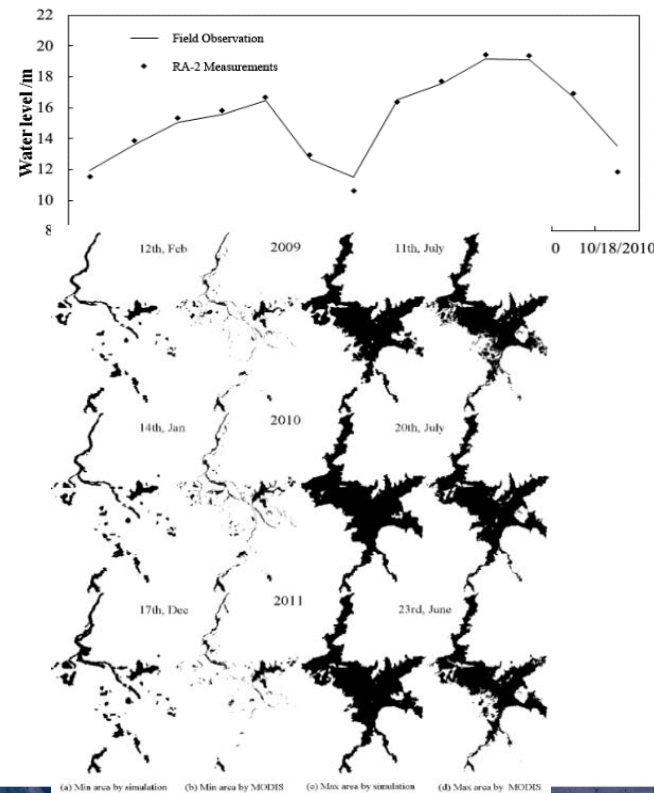 22
20
18
16
14
12
10
8
Water level /m
Field Observation
RA-2 Measurements
0 10/18/2010
12th, Feb 2009 11th, July
14th, Jan 2010 20th, July
17th, Dec 2011 23rd, June
(a) Min area by simulation (b) Min area by MODIS (c) Max area by simulation (d) Max area by MODIS